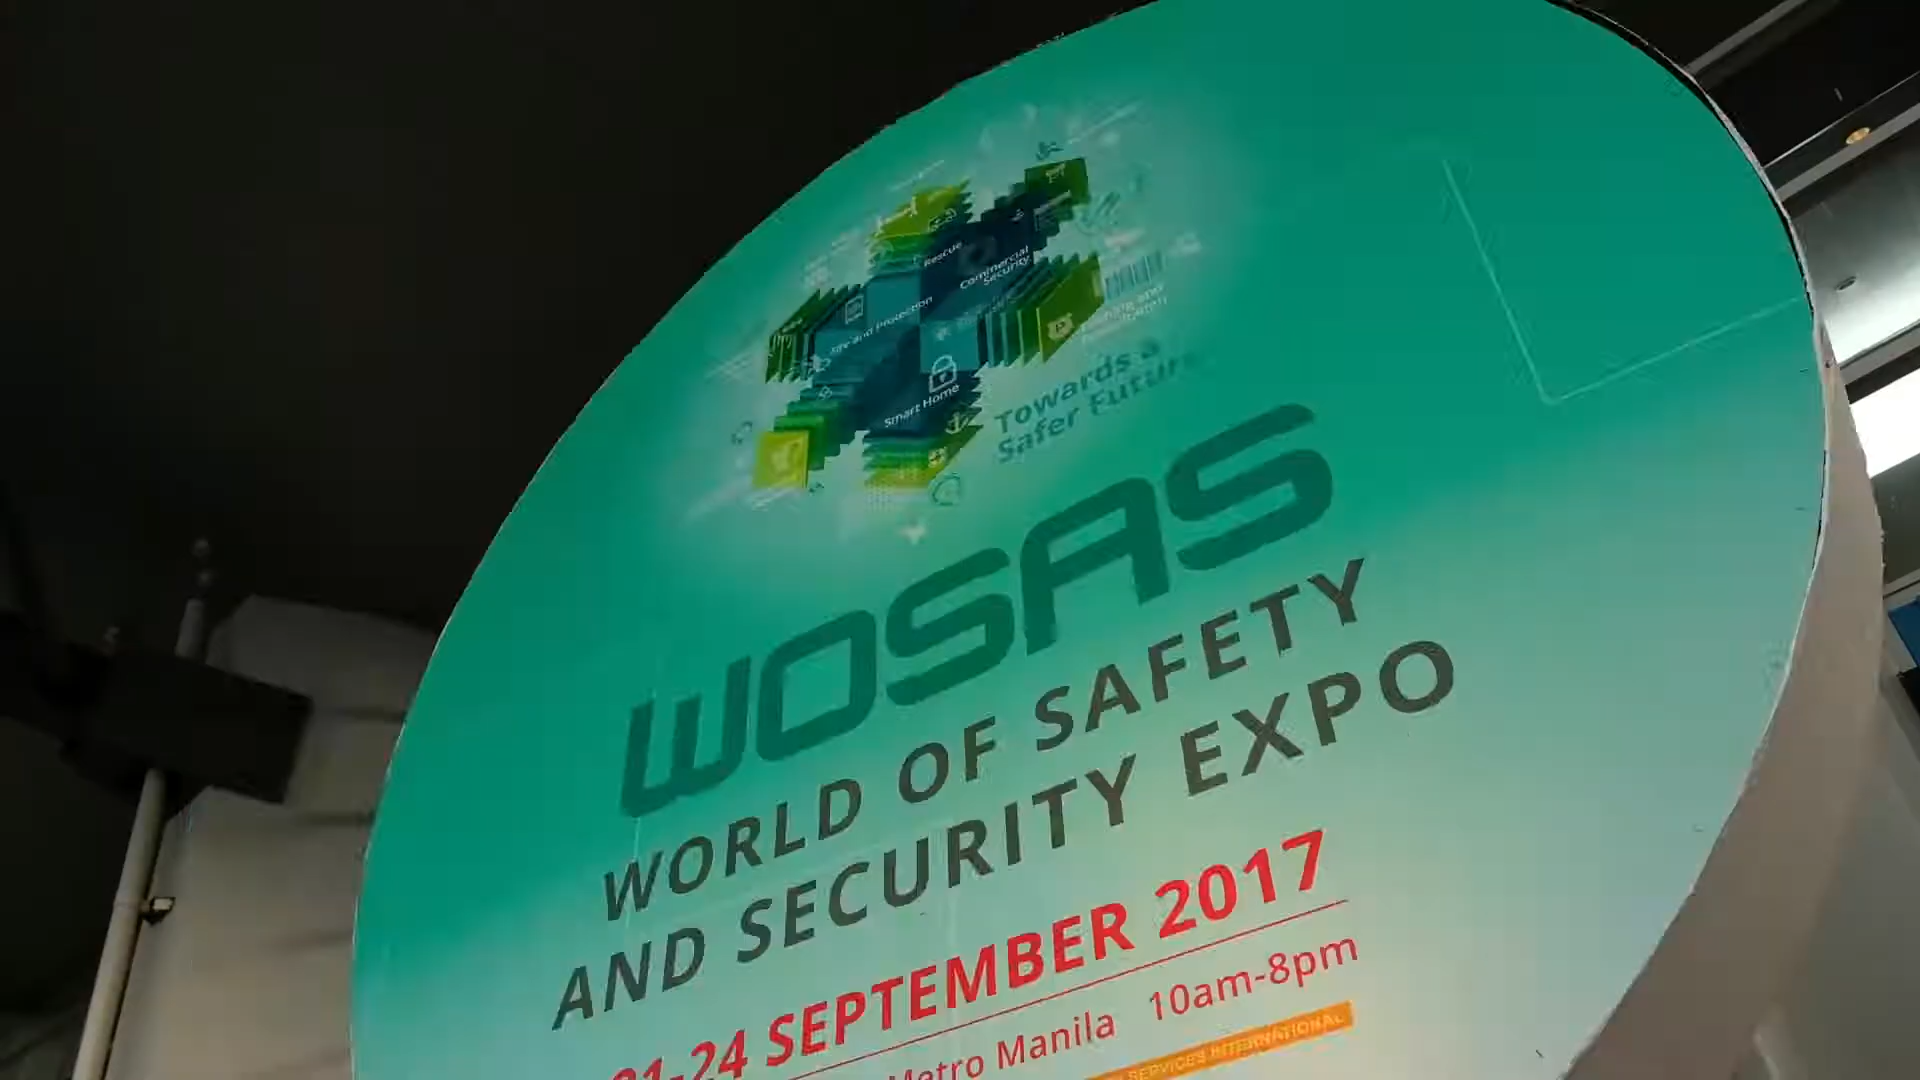 Rescue
Commercial
Security
Fire and Protection
Smart Home
Towards a
Safer Future
WOSAS
WORLD OF SAFETY
AND SECURITY EXPO
21-24 SEPTEMBER 2017
Metro Manila 10am-8pm
SERVICES INTERNATIONAL